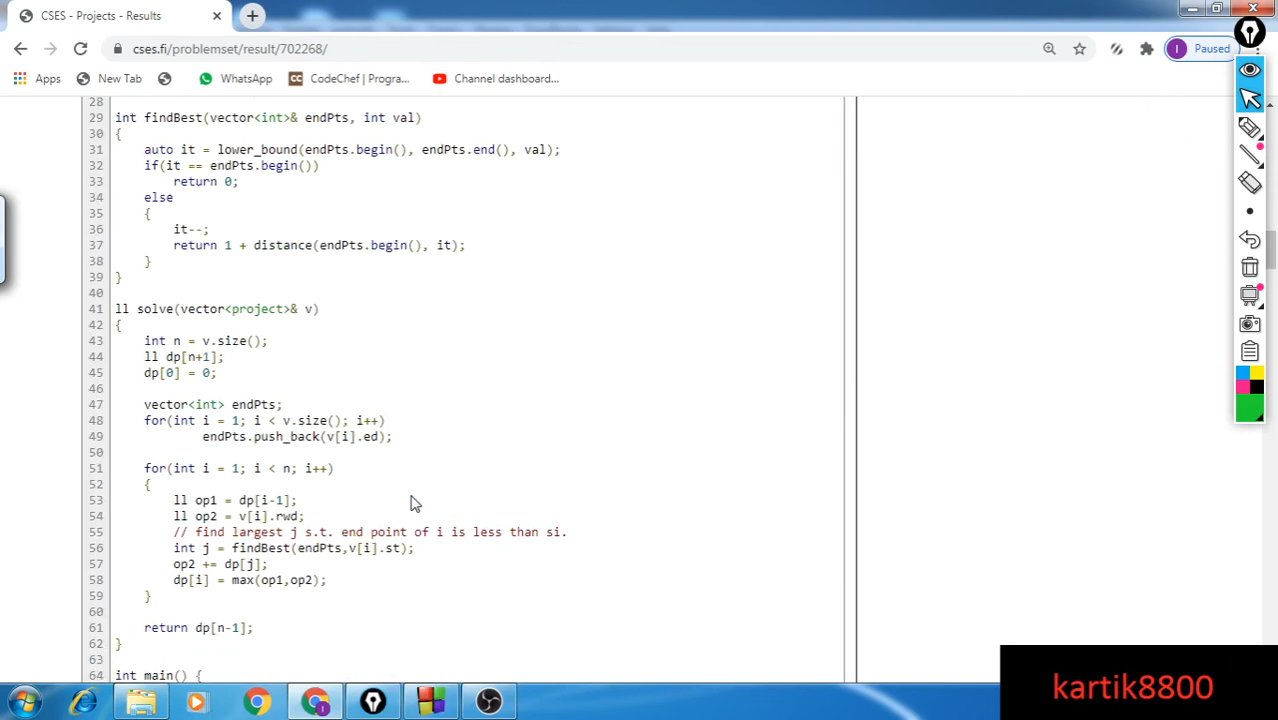 CSES - Projects - Results
cses.fi/problemset/result/702268/
I
Paused
Apps
New Tab
WhatsApp
CC
CodeChef | Progra...
Channel dashboard...
28
29 int findBest(vector<int>& endPts, int val)
30 {
31     auto it = lower_bound(endPts.begin(), endPts.end(), val);
32     if(it == endPts.begin())
33         return 0;
34     else
35     {
36         it--;
37         return 1 + distance(endPts.begin(), it);
38     }
39 }
40
41 ll solve(vector<project>& v)
42 {
43     int n = v.size();
44     ll dp[n+1];
45     dp[0] = 0;
46
47     vector<int> endPts;
48     for(int i = 1; i < v.size(); i++)
49             endPts.push_back(v[i].ed);
50
51     for(int i = 1; i < n; i++)
52     {
53         ll op1 = dp[i-1];
54         ll op2 = v[i].rwd;
55         // find largest j s.t. end point of i is less than si.
56         int j = findBest(endPts,v[i].st);
57         op2 += dp[j];
58         dp[i] = max(op1,op2);
59     }
60
61     return dp[n-1];
62 }
63
64 int main() {
kartik8800